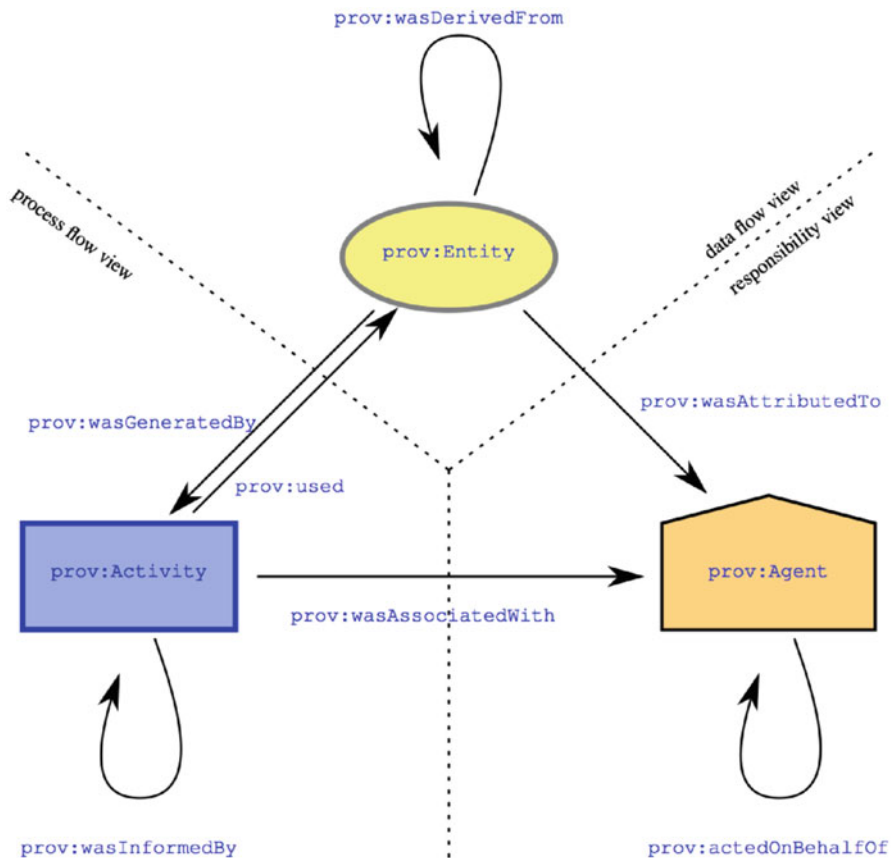 prov:wasDerivedFrom
process flow view
data flow view
responsibility view
prov:Entity
prov:wasGeneratedBy
prov:wasAttributedTo
prov:used
prov:Activity
prov:Agent
prov:wasAssociatedWith
prov:wasInformedBy
prov:actedOnBehalfOf